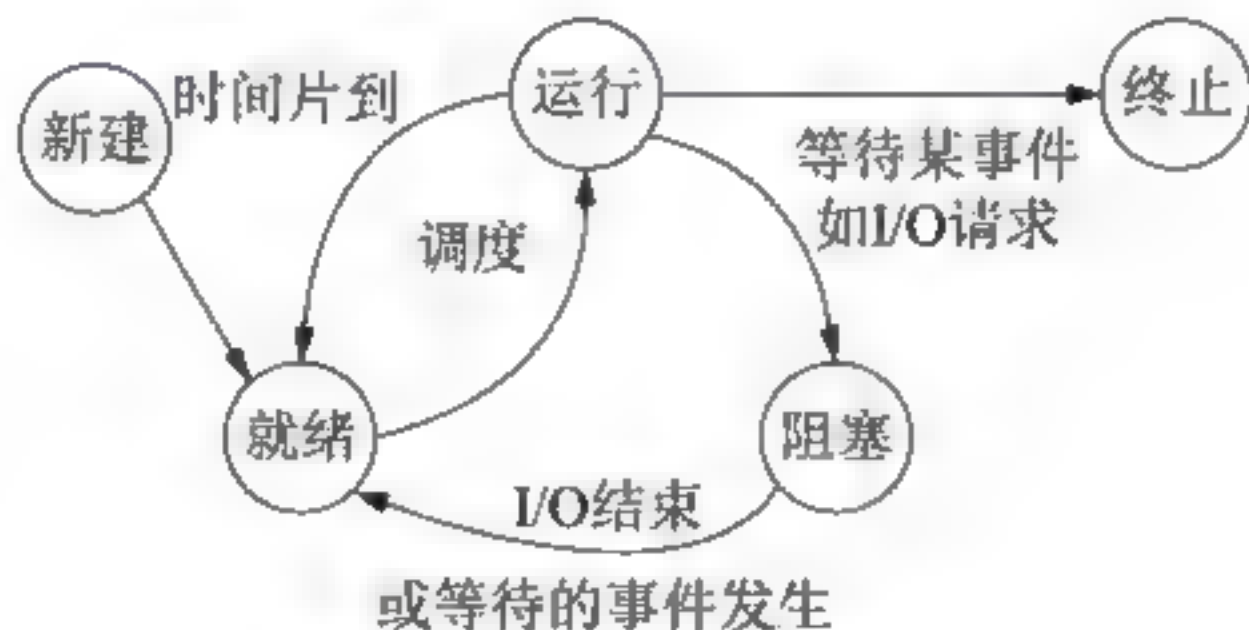 新建
时间片到
运行
终止
等待某事件
如I/O请求
调度
就绪
阻塞
I/O结束
或等待的事件发生